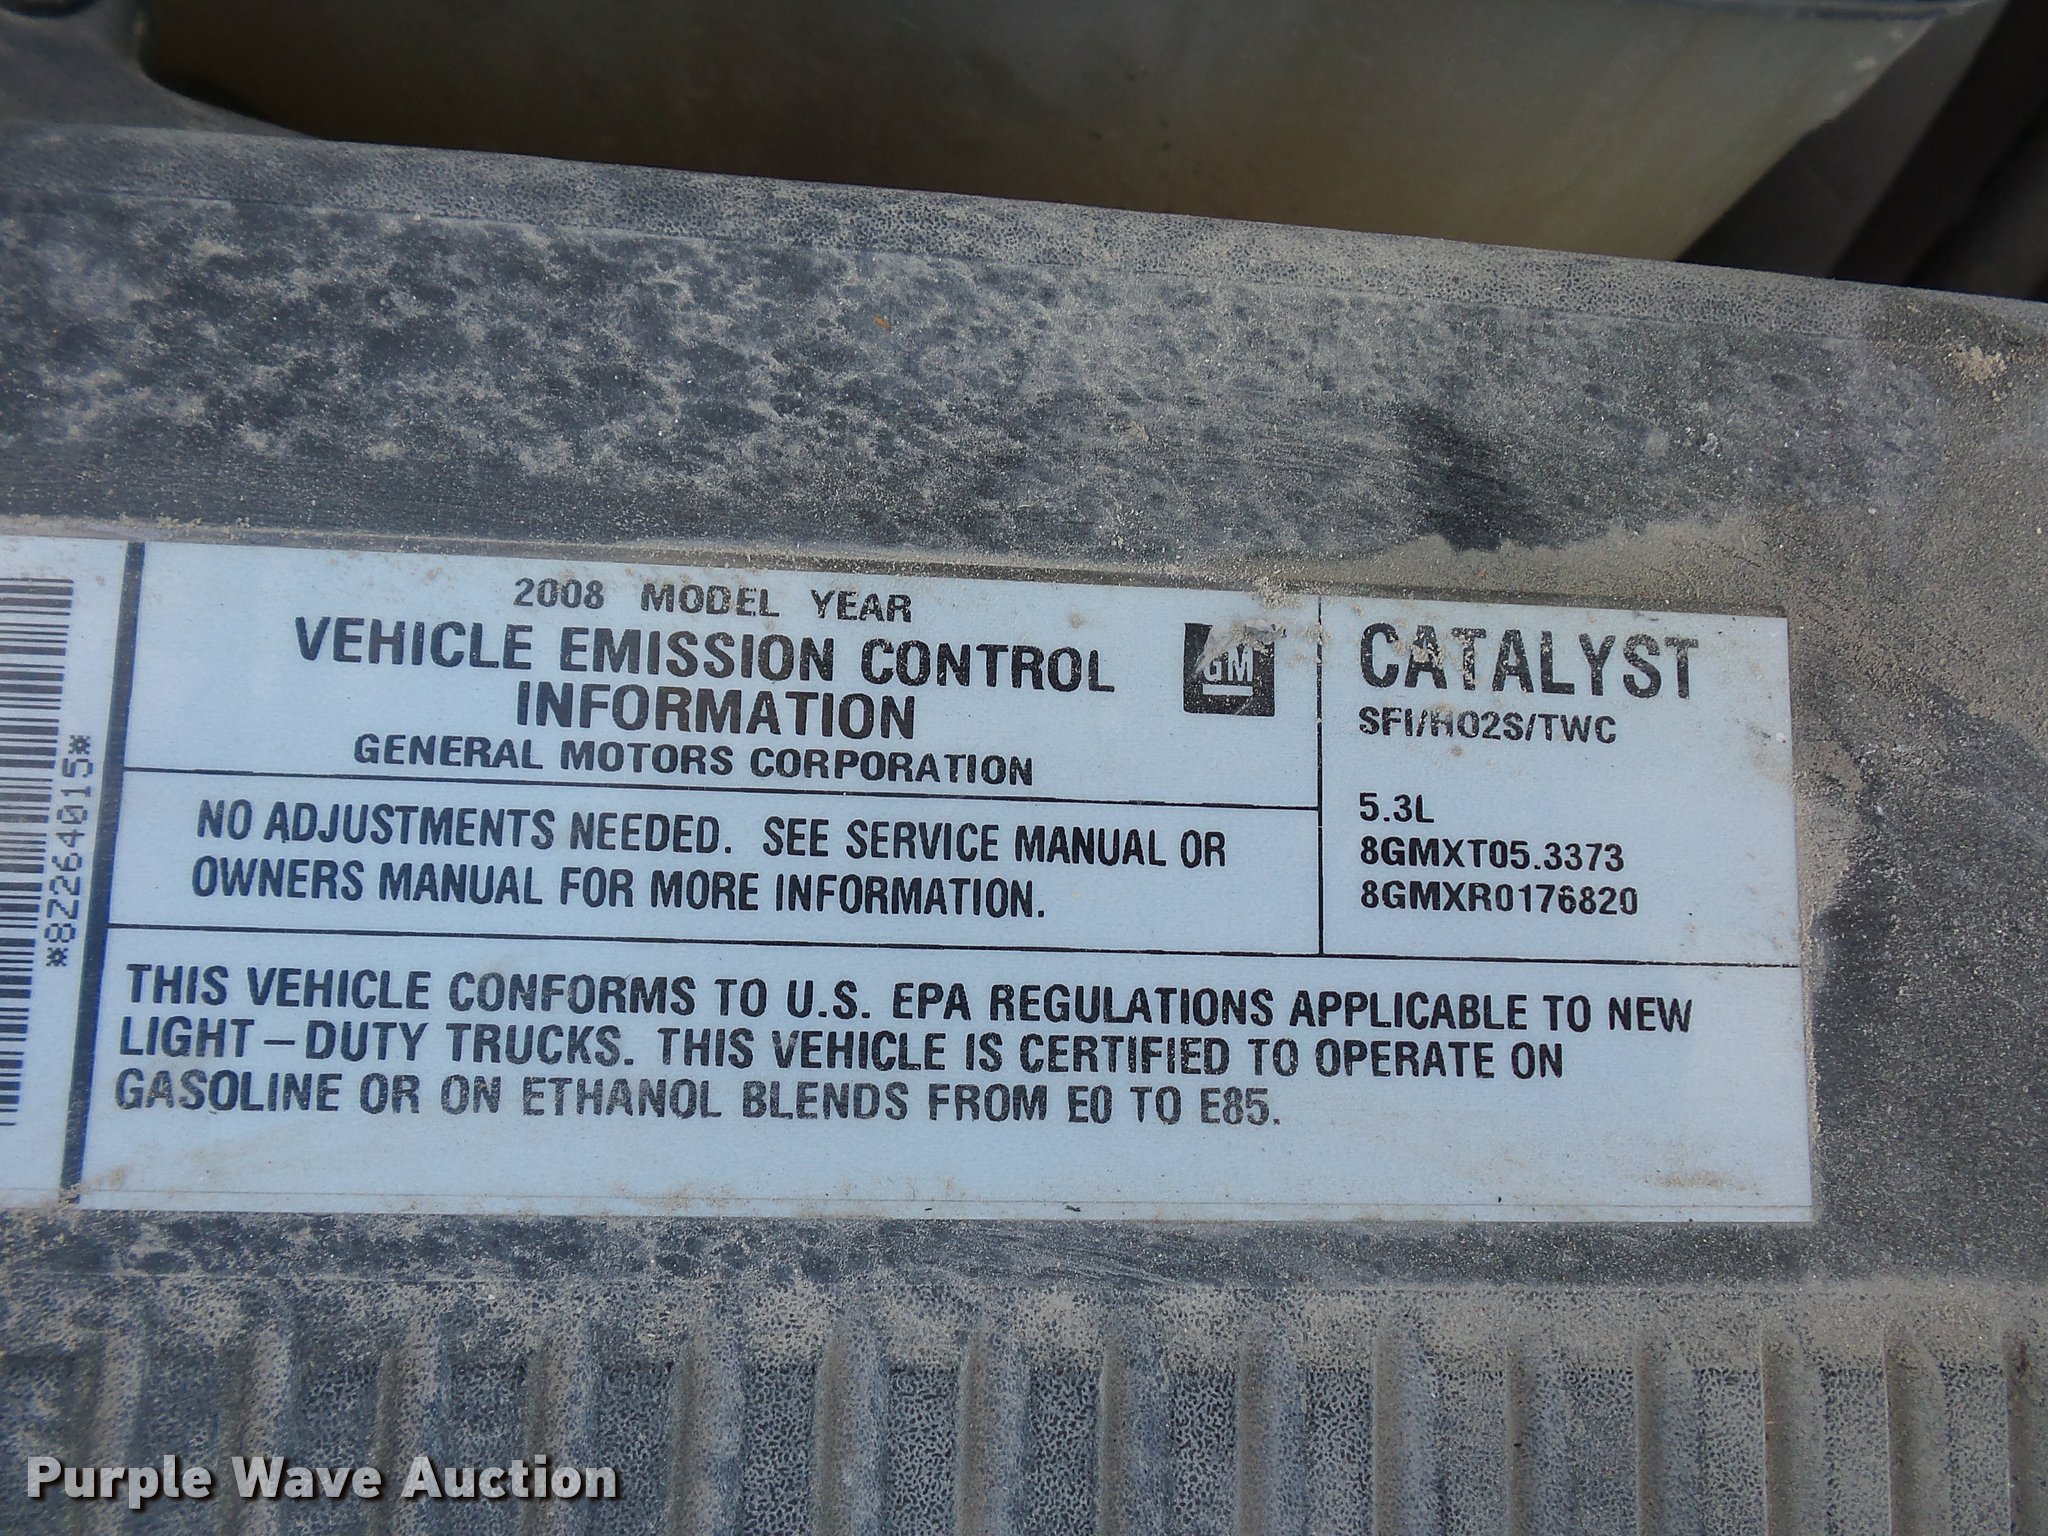 2008 MODEL YEAR
VEHICLE EMISSION CONTROL
INFORMATION
GENERAL MOTORS CORPORATION
GM
NO ADJUSTMENTS NEEDED. SEE SERVICE MANUAL OR
OWNERS MANUAL FOR MORE INFORMATION.
CATALYST
SFI/HO2S/TWC
5.3L
8GMXT05.3373
8GMXR0176820
THIS VEHICLE CONFORMS TO U.S. EPA REGULATIONS APPLICABLE TO NEW
LIGHT-DUTY TRUCKS. THIS VEHICLE IS CERTIFIED TO OPERATE ON
GASOLINE OR ON ETHANOL BLENDS FROM E0 TO E85.
*82264015*
Purple Wave Auction